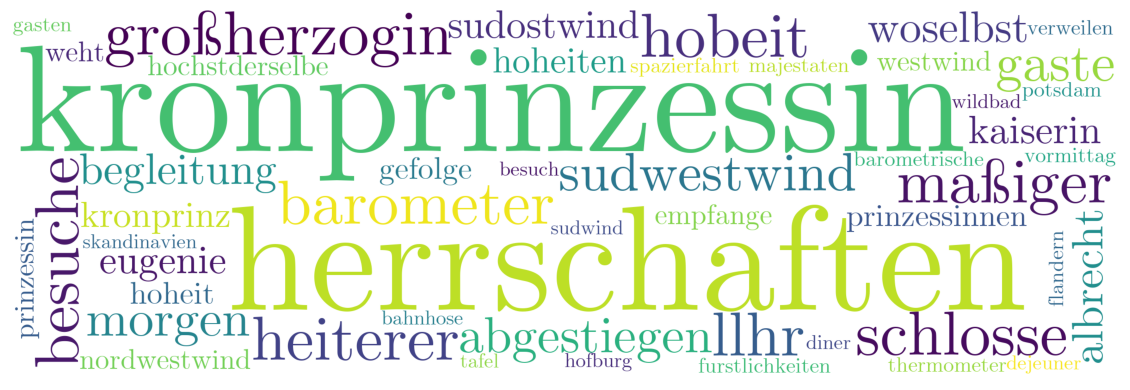 gasten
weht
großherzogin
sudostwind
hobeit
woselbst
verweilen
hochstderselbe
hoheiten
spazierfahrt
majestaten
westwind
gaste
potsdam
kronprinzessin
wildbad
kaiserin
besuche
begleitung
gefolge
besuch
sudwestwind
barometrische
vormittag
maßiger
kronprinz
barometer
sudwind
empfange
prinzessinnen
prinzessin
skandinavien
eugenie
hoheit
herrschaften
flandern
albrecht
morgen
nordwestwind
heiterer
bahnhose
abgestiegen
tafel
hofburg
llhr
furstlichkeiten
diner
schlosse
thermometer
dejeuner